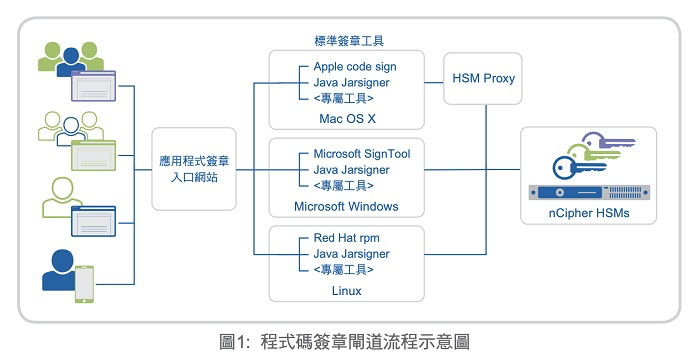 標準簽章工具
Apple code sign
Java Jarsigner
<專屬工具>
Mac OS X
HSM Proxy
應用程式簽章
入口網站
Microsoft SignTool
Java Jarsigner
<專屬工具>
Microsoft Windows
nCipher HSMs
Red Hat rpm
Java Jarsigner
<專屬工具>
Linux
圖1: 程式碼簽章閘道流程示意圖